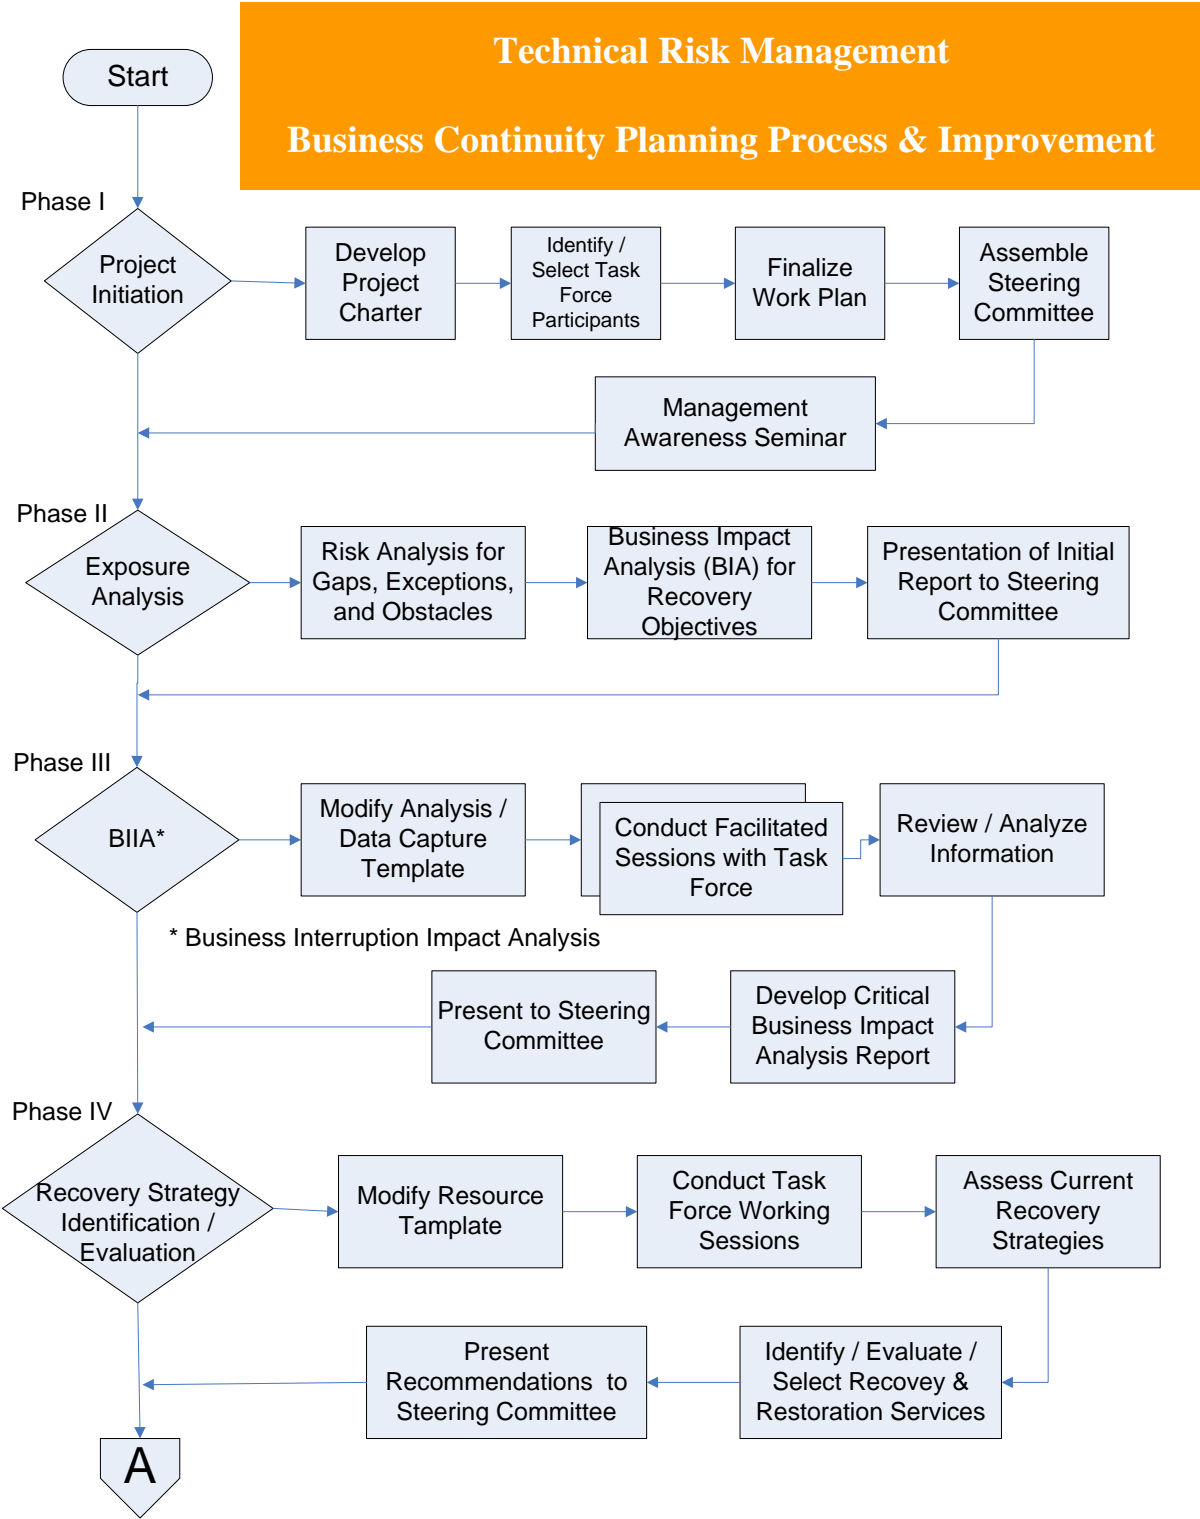 Technical Risk Management
Business Continuity Planning Process & Improvement
Start
Phase I
Project
Initiation
Develop
Project
Charter
Identify /
Select Task
Force
Participants
Finalize
Work Plan
Assemble
Steering
Committee
Management
Awareness Seminar
Phase II
Exposure
Analysis
Risk Analysis for
Gaps, Exceptions,
and Obstacles
Business Impact
Analysis (BIA) for
Recovery
Objectives
Presentation of Initial
Report to Steering
Committee
Phase III
BIIA*
Modify Analysis /
Data Capture
Template
Conduct Facilitated
Sessions with Task
Force
Review / Analyze
Information
* Business Interruption Impact Analysis
Develop Critical
Business Impact
Analysis Report
Present to Steering
Committee
Phase IV
Recovery Strategy
Identification /
Evaluation
Modify Resource
Tamplate
Conduct Task
Force Working
Sessions
Assess Current
Recovery
Strategies
Identify / Evaluate /
Select Recovey &
Restoration Services
Present
Recommendations to
Steering Committee
A